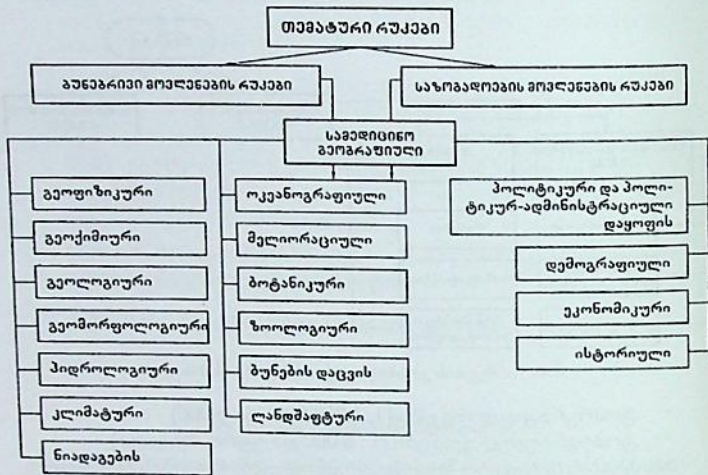 თემატური რუკები
ბუნებრივი მოვლენების რუკები
საზოგადოების მოვლენების რუკები
სამედიცინო
გეოგრაფიული
გეოფიზიკური
გეოქიმიური
გეოლოგიური
გეომორფოლოგიური
ჰიდროლოგიური
კლიმატური
ნიადაგების
ოკეანოგრაფიული
მელიორაციული
ბოტანიკური
ზოოლოგიური
ბუნების დაცვის
ლანდშაფტური
პოლიტიკური და პოლი-
ტიკურ-ადმინისტრაციული
დაყოფის
დემოგრაფიული
ეკონომიკური
ისტორიული